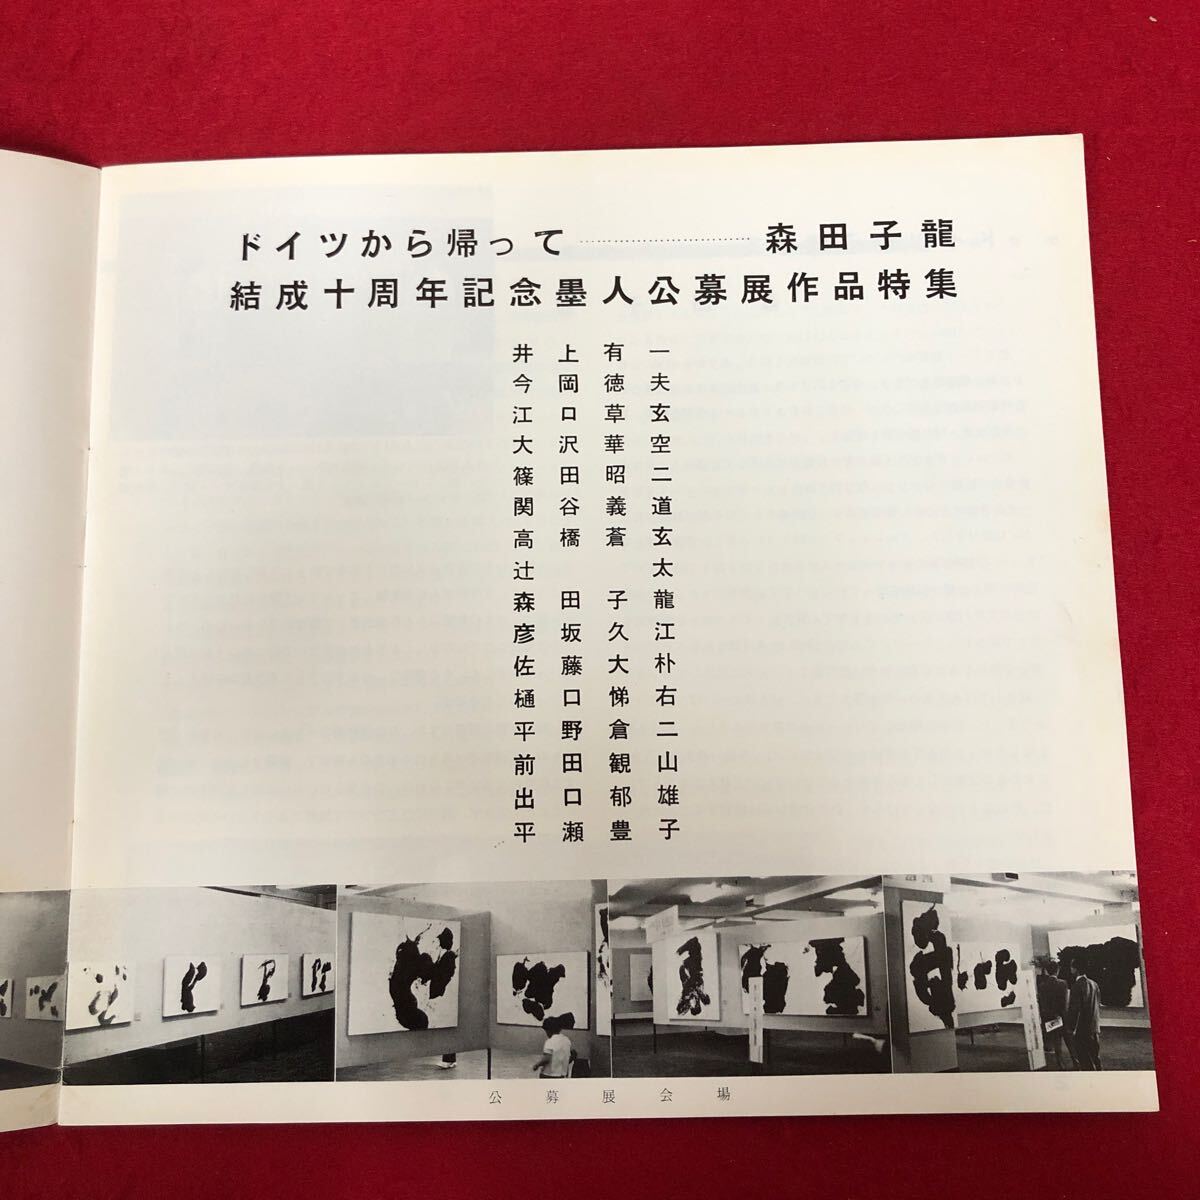 ドイツから帰って……………………森田子龍
結成十周年記念墨人公募展作品特集
井上有一
今岡徳夫
江口草玄
大沢華空
篠田昭二
関谷義道
高橋蒼玄
辻太
森田子龍
彦坂久江
佐藤大朴
樋口悌右
平野倉二
前田観山
出口郁雄
平瀬豊子
公募展会場